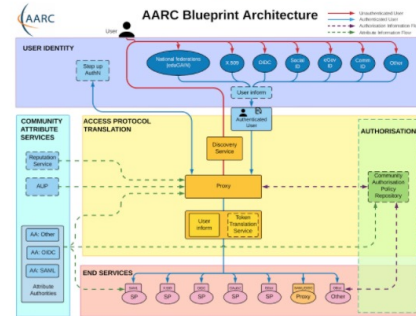 AARC
AARC Blueprint Architecture
User
Unauthenticated User
Authenticated User
Authorisation Information Flow
Attribute Information Flow
USER IDENTITY
Step up
AuthN
National federations
(eduGAIN)
X.509
OIDC
Social
ID
eGov
ID
Comm.
ID
Other
User inform
Authenticated
User
COMMUNITY
ATTRIBUTE
SERVICES
ACCESS PROTOCOL
TRANSLATION
AUTHORISATION
Discovery
Service
Reputation
Service
AUP
Proxy
Community
Authorisation
Policy
Repository
User
inform
Token
Translation
Service
AA: Other
AA: OIDC
AA: SAML
Attribute
Authorities
END SERVICES
SP
SP
SP
SP
SP
Proxy
Other